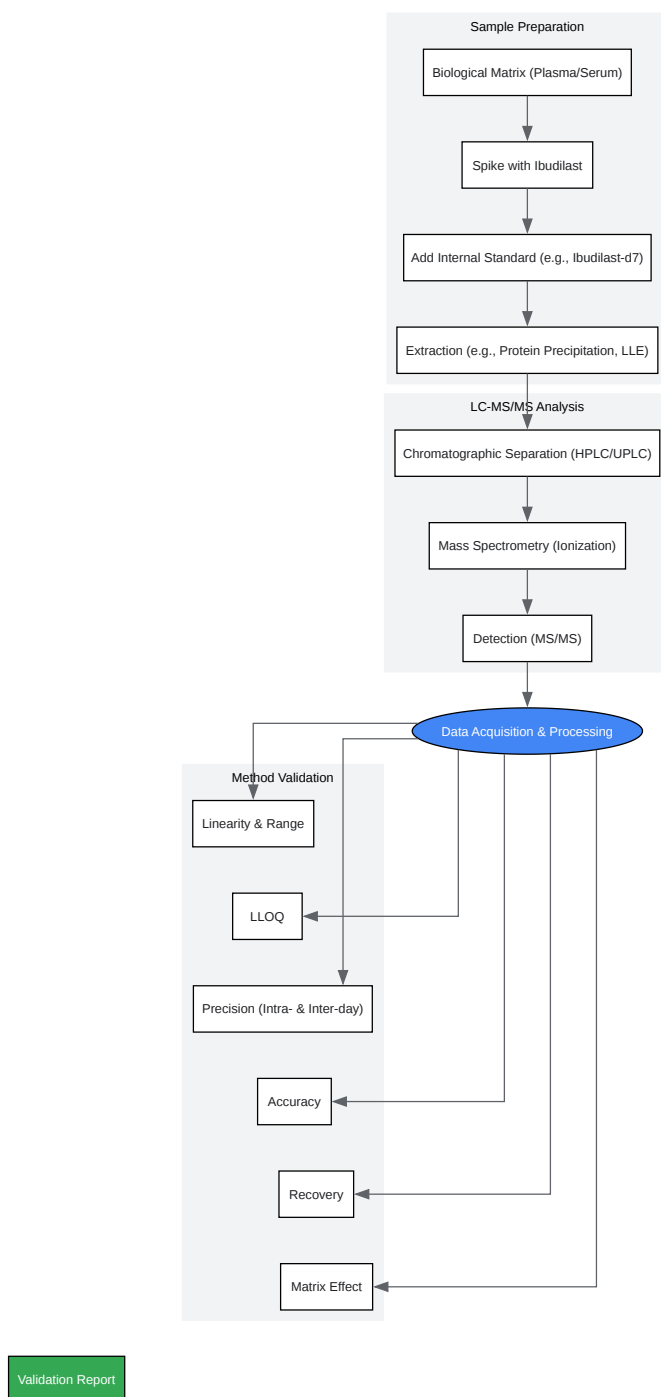 Sample Preparation
Biological Matrix (Plasma/Serum)
Spike with Ibudilast
Add Internal Standard (e.g., Ibudilast-d7)
Extraction (e.g., Protein Precipitation, LLE)
LC-MS/MS Analysis
Chromatographic Separation (HPLC/UPLC)
Mass Spectrometry (Ionization)
Detection (MS/MS)
Data Acquisition & Processing
Method Validation
Linearity & Range
LLOQ
Precision (Intra- & Inter-day)
Accuracy
Recovery
Matrix Effect
Validation Report